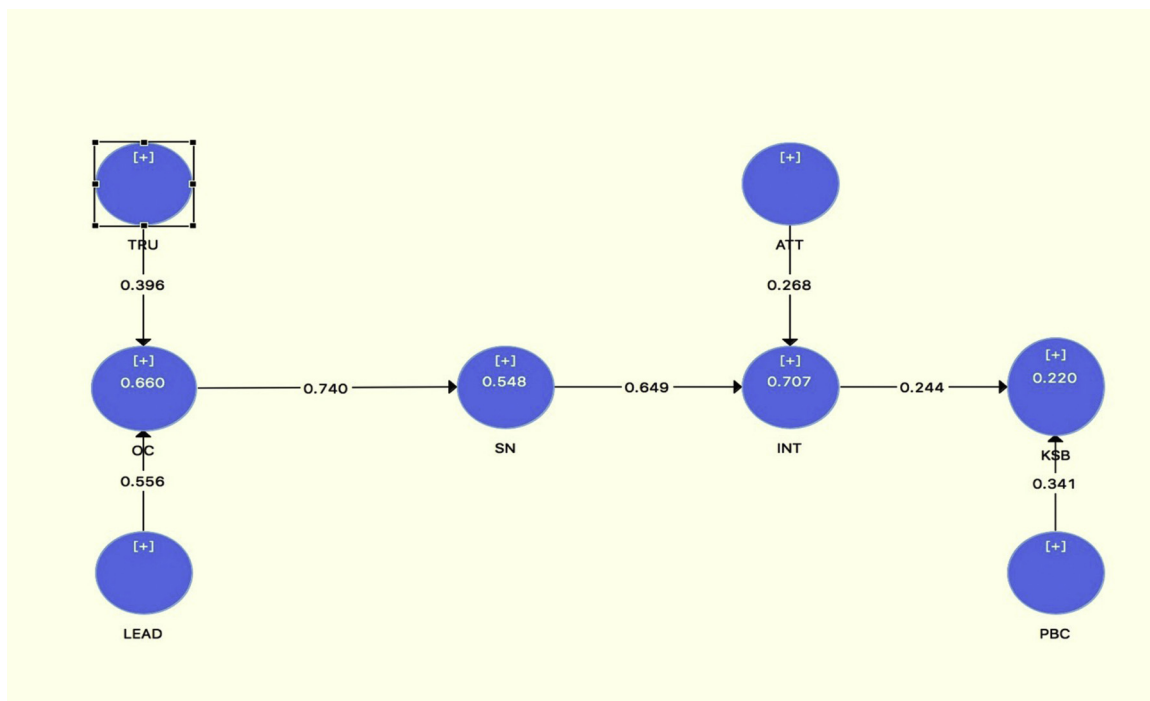 [+]
[+]
TRU
ATT
0.396
0.268
[+]
0.660
[+]
0.548
[+]
0.707
[+]
0.220
0.740
0.649
0.244
OC
SN
INT
KSB
0.556
0.341
[+]
[+]
LEAD
PBC